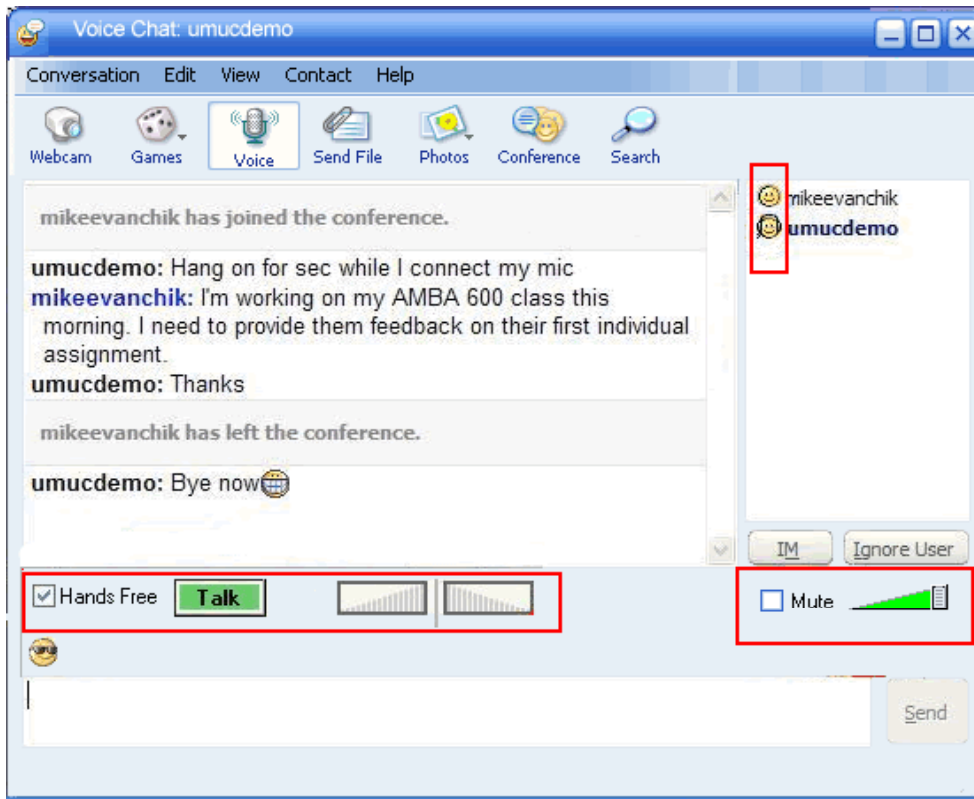 Voice Chat: umucdemo
Conversation Edit View Contact Help
Webcam Games Voice Send File Photos Conference Search
mikeevanchik has joined the conference.
umucdemo: Hang on for sec while I connect my mic
mikeevanchik: I'm working on my AMBA 600 class this
morning. I need to provide them feedback on their first individual
assignment.
umucdemo: Thanks
mikeevanchik has left the conference.
umucdemo: Bye now
mikeevanchik
umucdemo
IM Ignore User
Hands Free Talk
Mute
Send